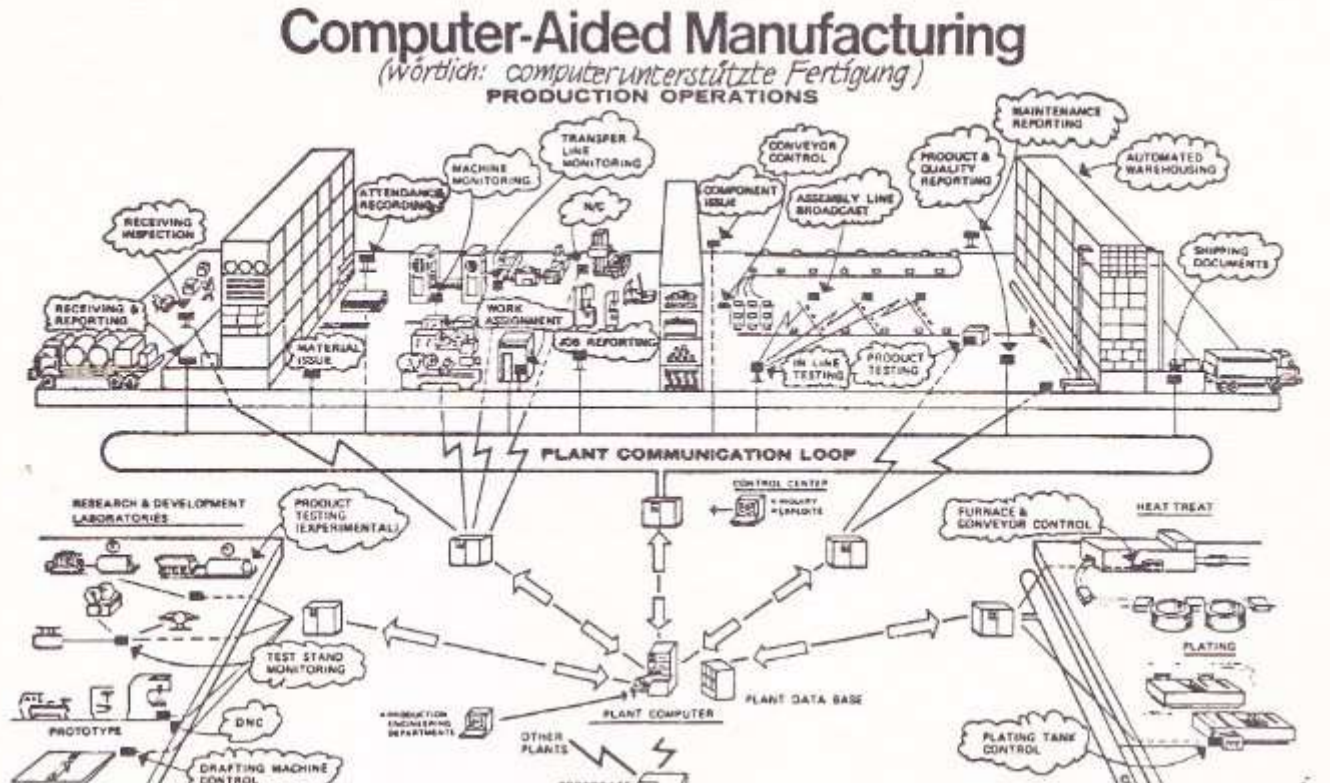 Computer-Aided Manufacturing
(wörtlich: computerunterstützte Fertigung)
PRODUCTION OPERATIONS
MAINTENANCE
REPORTING
TRANSFER
LINE
MONITORING
CONVEYOR
CONTROL
PRODUCT &
QUALITY
REPORTING
AUTOMATED
WAREHOUSING
MACHINE
MONITORING
ATTENDANCE
RECORDING
N/C
COMPONENT
ISSUE
ASSEMBLY LINE
BROADCAST
RECEIVING
INSPECTION
SHIPPING
DOCUMENTS
RECEIVING &
REPORTING
WORK
ASSIGNMENT
MATERIAL
ISSUE
JOB REPORTING
IN LINE
TESTING
PRODUCT
TESTING
PLANT COMMUNICATION LOOP
RESEARCH & DEVELOPMENT
LABORATORIES
PRODUCT
TESTING
(EXPERIMENTAL)
CONTROL CENTER
INQUIRY
FURNACE &
CONVEYOR CONTROL
HEAT TREAT
TEST STAND
MONITORING
PLATING
PLANT DATA BASE
PLANT COMPUTER
PRODUCTION
ENGINEERING
DEPARTMENTS
PROTOTYPE
DNC
OTHER
PLANTS
PLATING TANK
CONTROL
DRAFTING MACHINE
CONTROL